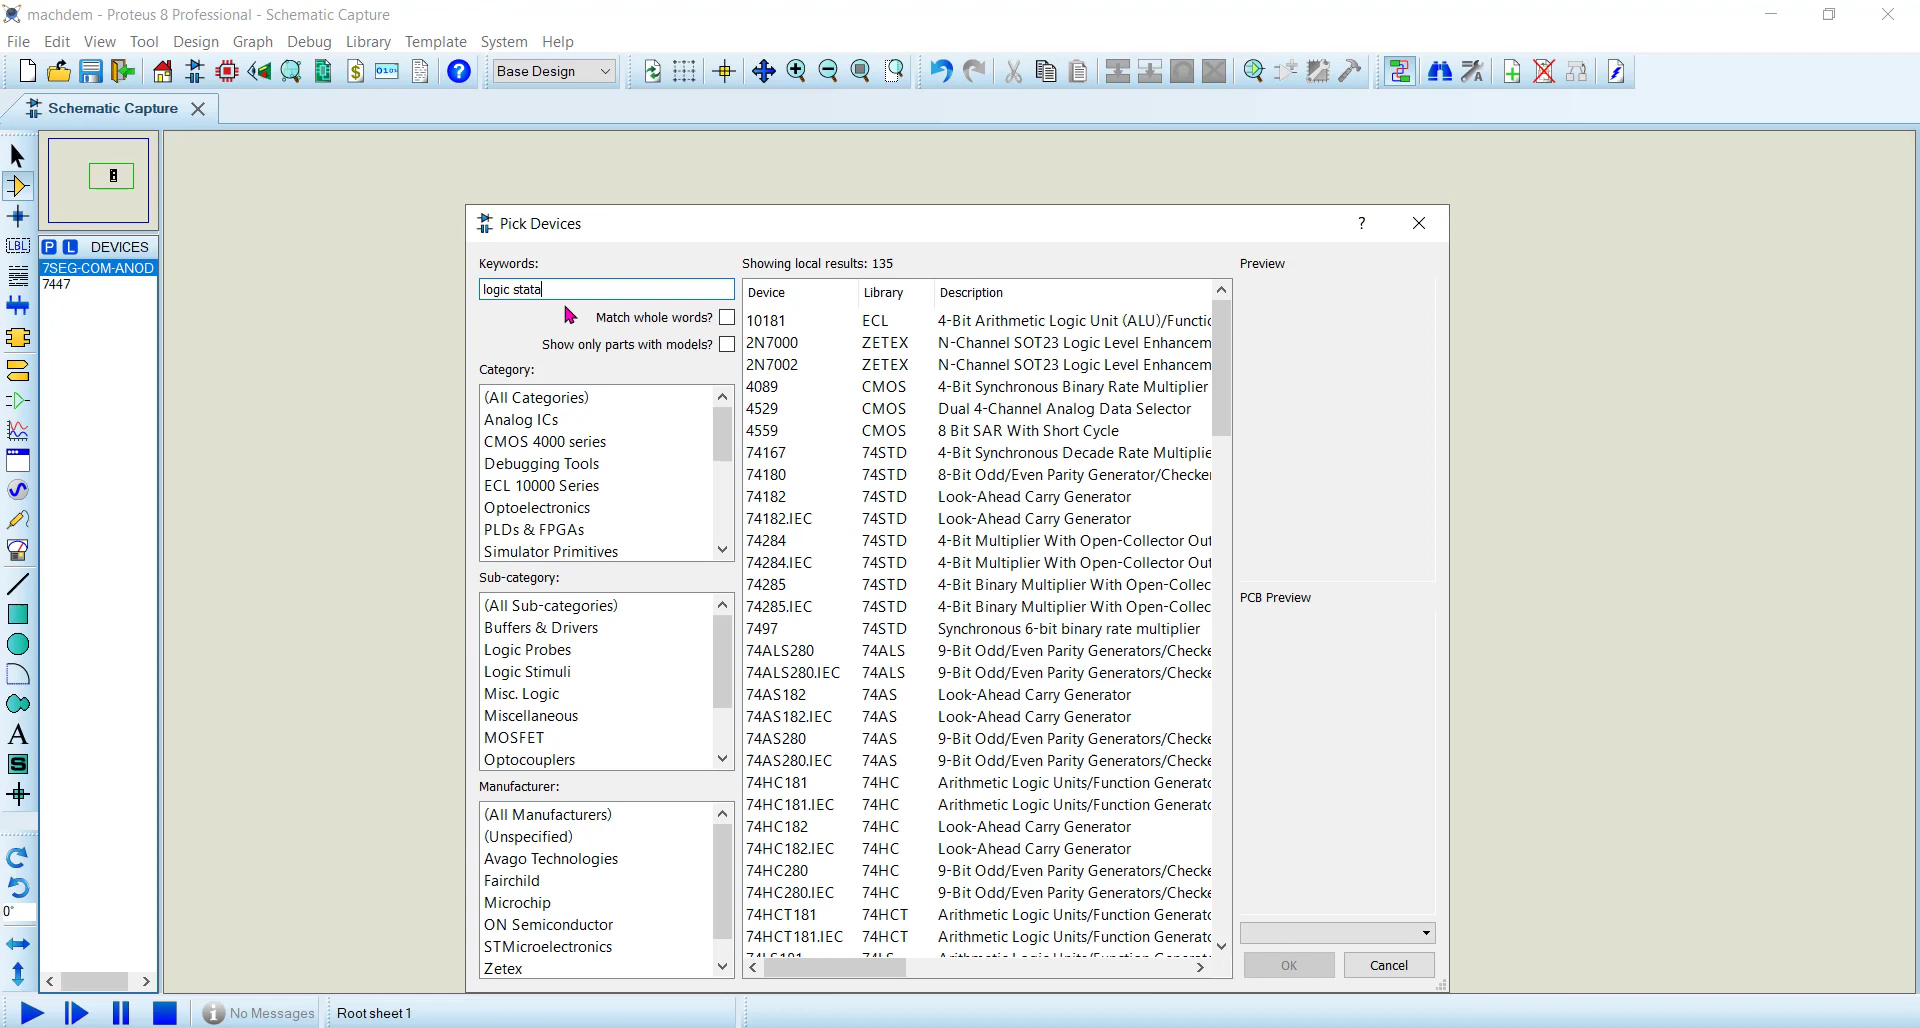 machdem - Proteus 8 Professional - Schematic Capture
File Edit View Tool Design Graph Debug Library Template System Help
Base Design
Schematic Capture
P L DEVICES
7SEG-COM-ANOD
7447
LBL
A
S
0°
Pick Devices
?
Keywords:
logic stata
Match whole words?
Show only parts with models?
Category:
(All Categories)
Analog ICs
CMOS 4000 series
Debugging Tools
ECL 10000 Series
Optoelectronics
PLDs & FPGAs
Simulator Primitives
Sub-category:
(All Sub-categories)
Buffers & Drivers
Logic Probes
Logic Stimuli
Misc. Logic
Miscellaneous
MOSFET
Optocouplers
Manufacturer:
(All Manufacturers)
(Unspecified)
Avago Technologies
Fairchild
Microchip
ON Semiconductor
STMicroelectronics
Zetex
Showing local results: 135
Device Library Description
10181 ECL 4-Bit Arithmetic Logic Unit (ALU)/Functic
2N7000 ZETEX N-Channel SOT23 Logic Level Enhancem
2N7002 ZETEX N-Channel SOT23 Logic Level Enhancem
4089 CMOS 4-Bit Synchronous Binary Rate Multiplier
4529 CMOS Dual 4-Channel Analog Data Selector
4559 CMOS 8 Bit SAR With Short Cycle
74167 74STD 4-Bit Synchronous Decade Rate Multiplie
74180 74STD 8-Bit Odd/Even Parity Generator/Checker
74182 74STD Look-Ahead Carry Generator
74182.IEC 74STD Look-Ahead Carry Generator
74284 74STD 4-Bit Multiplier With Open-Collector Out
74284.IEC 74STD 4-Bit Multiplier With Open-Collector Out
74285 74STD 4-Bit Binary Multiplier With Open-Collec
74285.IEC 74STD 4-Bit Binary Multiplier With Open-Collec
7497 74STD Synchronous 6-bit binary rate multiplier
74ALS280 74ALS 9-Bit Odd/Even Parity Generators/Checke
74ALS280.IEC 74ALS 9-Bit Odd/Even Parity Generators/Checke
74AS182 74AS Look-Ahead Carry Generator
74AS182.IEC 74AS Look-Ahead Carry Generator
74AS280 74AS 9-Bit Odd/Even Parity Generators/Checke
74AS280.IEC 74AS 9-Bit Odd/Even Parity Generators/Checke
74HC181 74HC Arithmetic Logic Units/Function Generato
74HC181.IEC 74HC Arithmetic Logic Units/Function Generato
74HC182 74HC Look-Ahead Carry Generator
74HC182.IEC 74HC Look-Ahead Carry Generator
74HC280 74HC 9-Bit Odd/Even Parity Generators/Checke
74HC280.IEC 74HC 9-Bit Odd/Even Parity Generators/Checke
74HCT181 74HCT Arithmetic Logic Units/Function Generato
74HCT181.IEC 74HCT Arithmetic Logic Units/Function Generato
Preview
PCB Preview
OK Cancel
No Messages
Root sheet 1